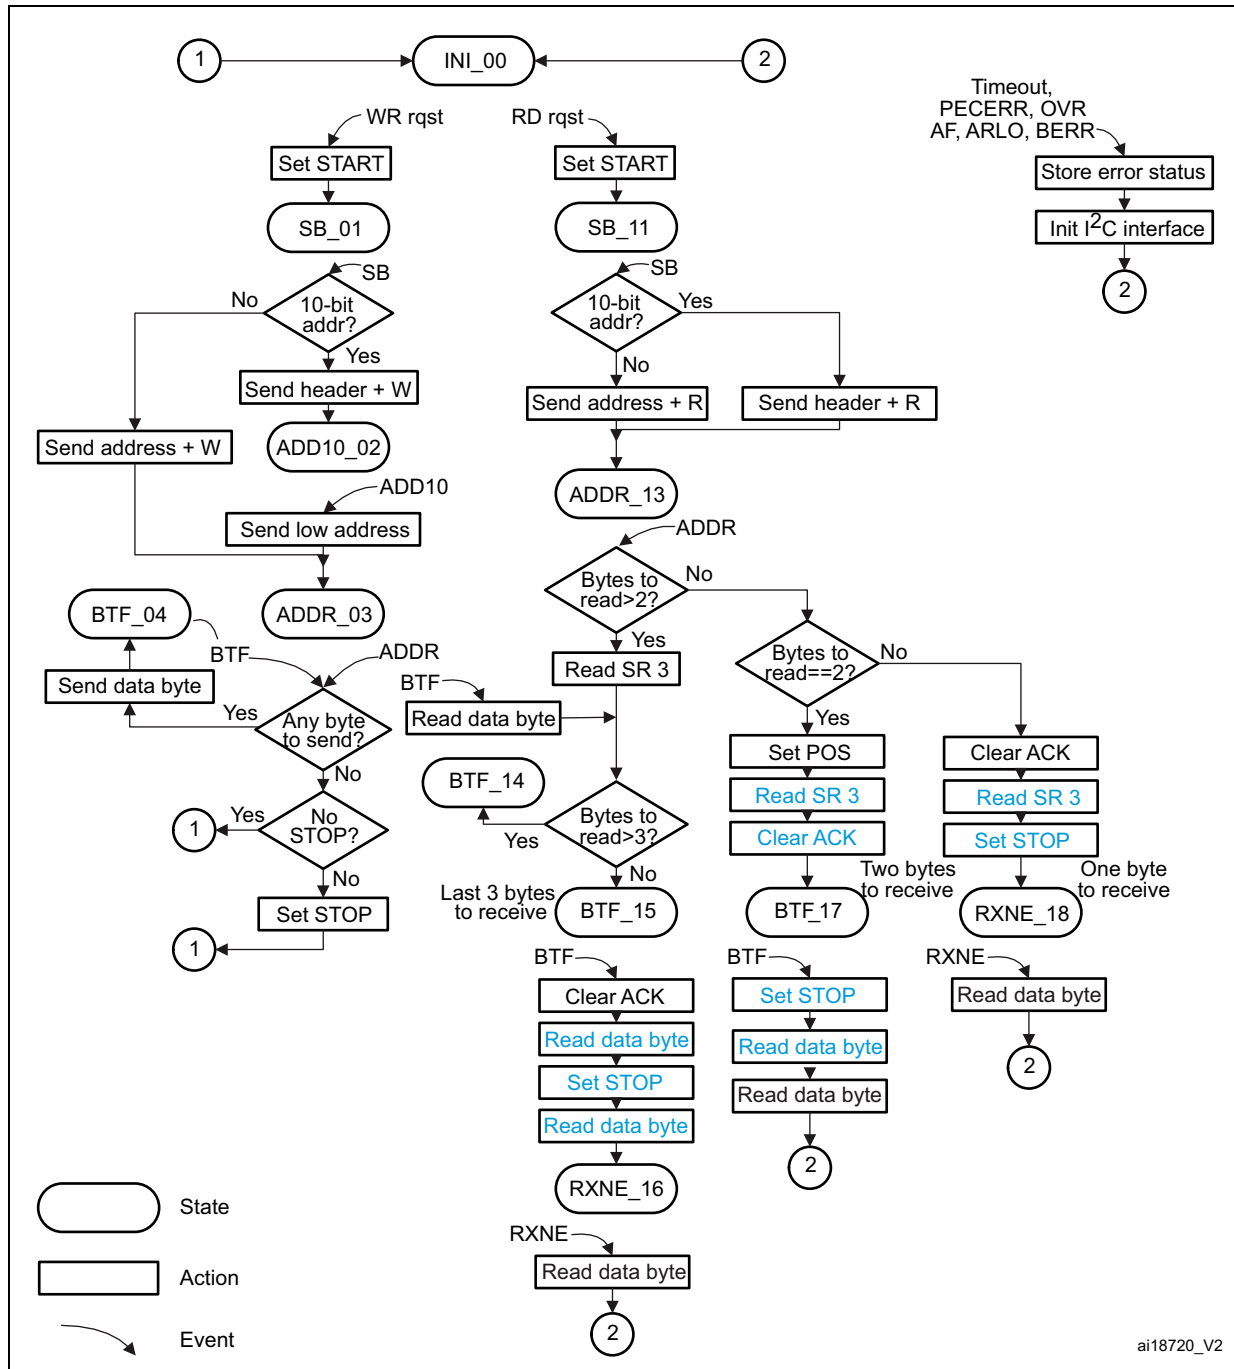 1
INI_00
2
WR rqst
RD rqst
Timeout,
PECERR, OVR
AF, ARLO, BERR
Set START
Set START
Store error status
SB_01
SB_11
Init I²C interface
SB
SB
2
No
10-bit
addr?
Yes
10-bit
addr?
Yes
No
Send header + W
Send address + R
Send header + R
Send address + W
ADD10_02
ADD10
ADDR_13
Send low address
ADDR
BTF_04
ADDR_03
Bytes to
read>2?
No
Yes
BTF
ADDR
Read SR 3
Bytes to
read==2?
No
Send data byte
BTF
Yes
Any byte
to send?
Read data byte
Yes
No
Set POS
Clear ACK
BTF_14
Read SR 3
Read SR 3
1
Yes
No
STOP?
Yes
Bytes to
read>3?
Clear ACK
Set STOP
No
No
Last 3 bytes
to receive
Two bytes
to receive
One byte
to receive
Set STOP
BTF_15
BTF_17
RXNE_18
1
BTF
BTF
RXNE
Clear ACK
Set STOP
Read data byte
Read data byte
Read data byte
2
Set STOP
Read data byte
Read data byte
2
RXNE_16
State
RXNE
Read data byte
Action
2
Event
ai18720_V2